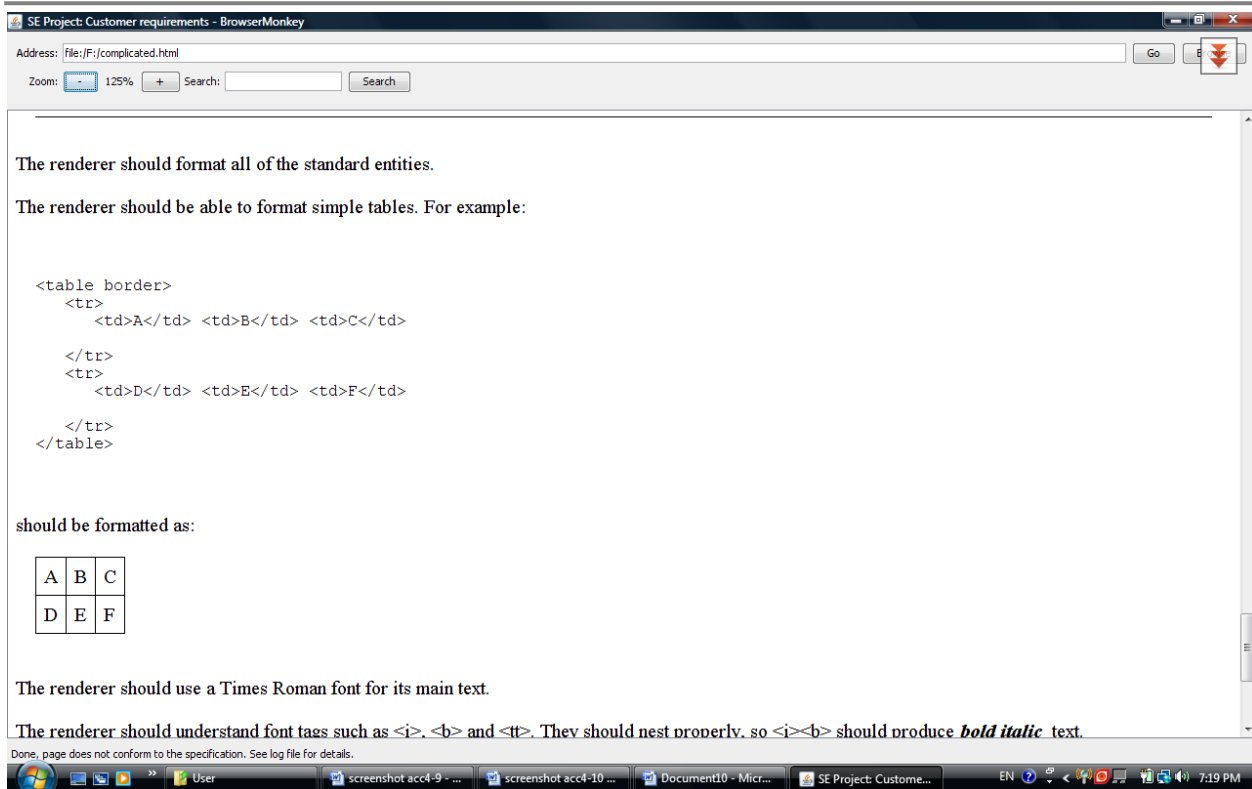 SE Project: Customer requirements - BrowserMonkey
Address: file:/F:/complicated.html Go
Zoom: - 125% + Search: Search
The renderer should format all of the standard entities.
The renderer should be able to format simple tables. For example:
<table border>
<tr>
<td>A</td> <td>B</td> <td>C</td>
</tr>
<tr>
<td>D</td> <td>E</td> <td>F</td>
</tr>
</table>
should be formatted as:
A B C
D E F
The renderer should use a Times Roman font for its main text.
The renderer should understand font tags such as <i>, <b> and <tt>. They should nest properly, so <i><b> should produce bold italic text.
Done, page does not conform to the specification. See log file for details.
User screenshot acc4-9 - ... screenshot acc4-10 ... Document10 - Micr... SE Project: Custome... EN 7:19 PM